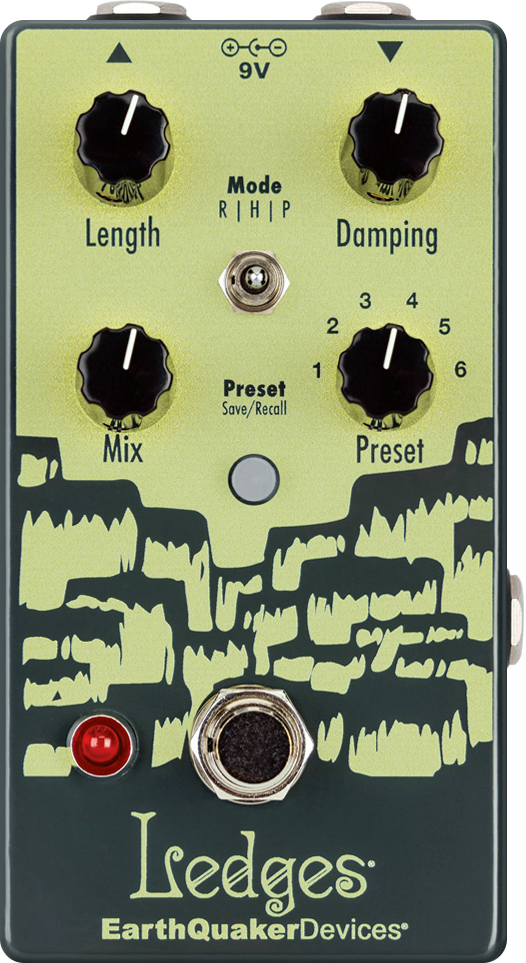 ▲ ▼
9V
Mode
R | H | P
Length Damping
3 4
2 5
1 6
Preset
Save/Recall
Mix Preset
Ledges®
EarthQuakerDevices®